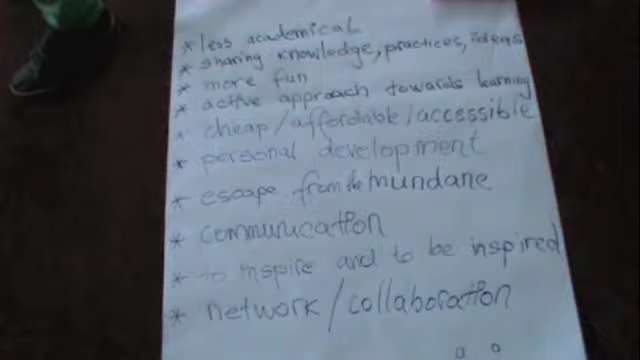 * less academical
* sharing knowledge, practices, ideas
* more fun
* active approach towards learning
* cheap/affordable/accessible
* personal development
* escape from the mundane
* communication
* to inspire and to be inspired
* network/collaboration